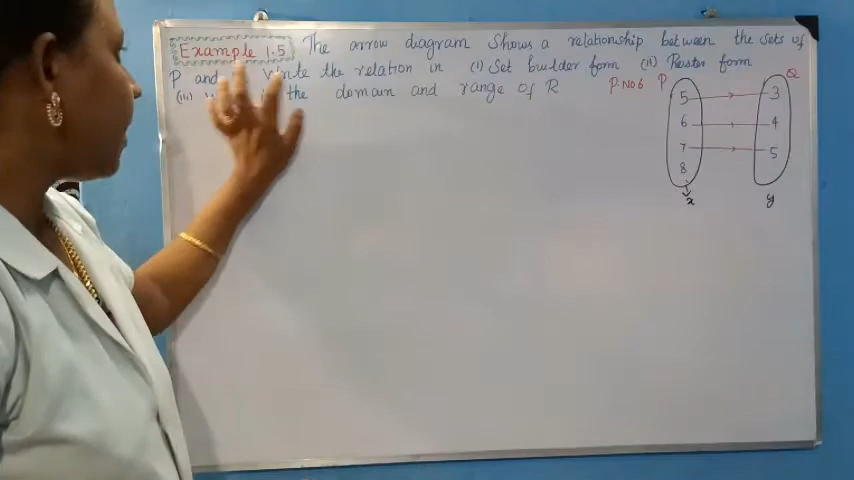 Example 1.5 The arrow diagram shows a relationship between the sets of
P and write the relation in (i) Set builder form (ii) Roster form
(iii) the domain and range of R P.No 6
P Q
5 3
6 4
7 5
8
x y